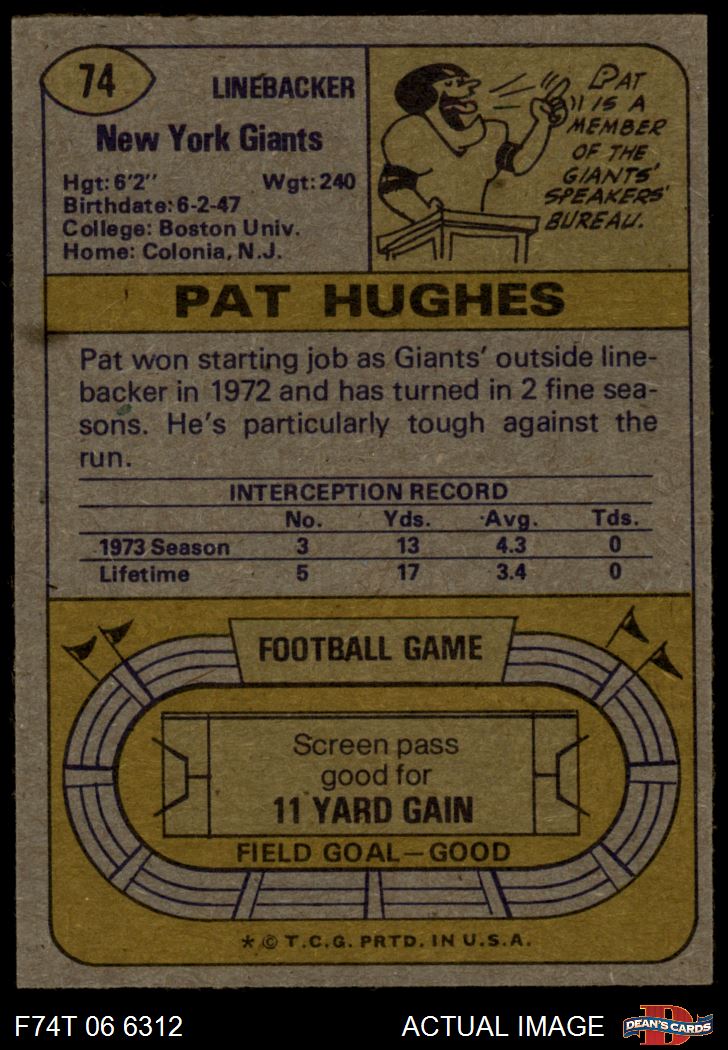 74
LINEBACKER
New York Giants
Hgt: 6'2" Wgt: 240
Birthdate: 6-2-47
College: Boston Univ.
Home: Colonia, N.J.
PAT
IS A
MEMBER
OF THE
GIANTS'
SPEAKERS'
BUREAU.
PAT HUGHES
Pat won starting job as Giants' outside line-
backer in 1972 and has turned in 2 fine sea-
sons. He's particularly tough against the
run.
INTERCEPTION RECORD
No. Yds. Avg. Tds.
1973 Season 3 13 4.3 0
Lifetime 5 17 3.4 0
FOOTBALL GAME
Screen pass
good for
11 YARD GAIN
FIELD GOAL—GOOD
* © T.C.G. PRTD. IN U.S.A.
F74T 06 6312 ACTUAL IMAGE
D
DEAN'S CARDS